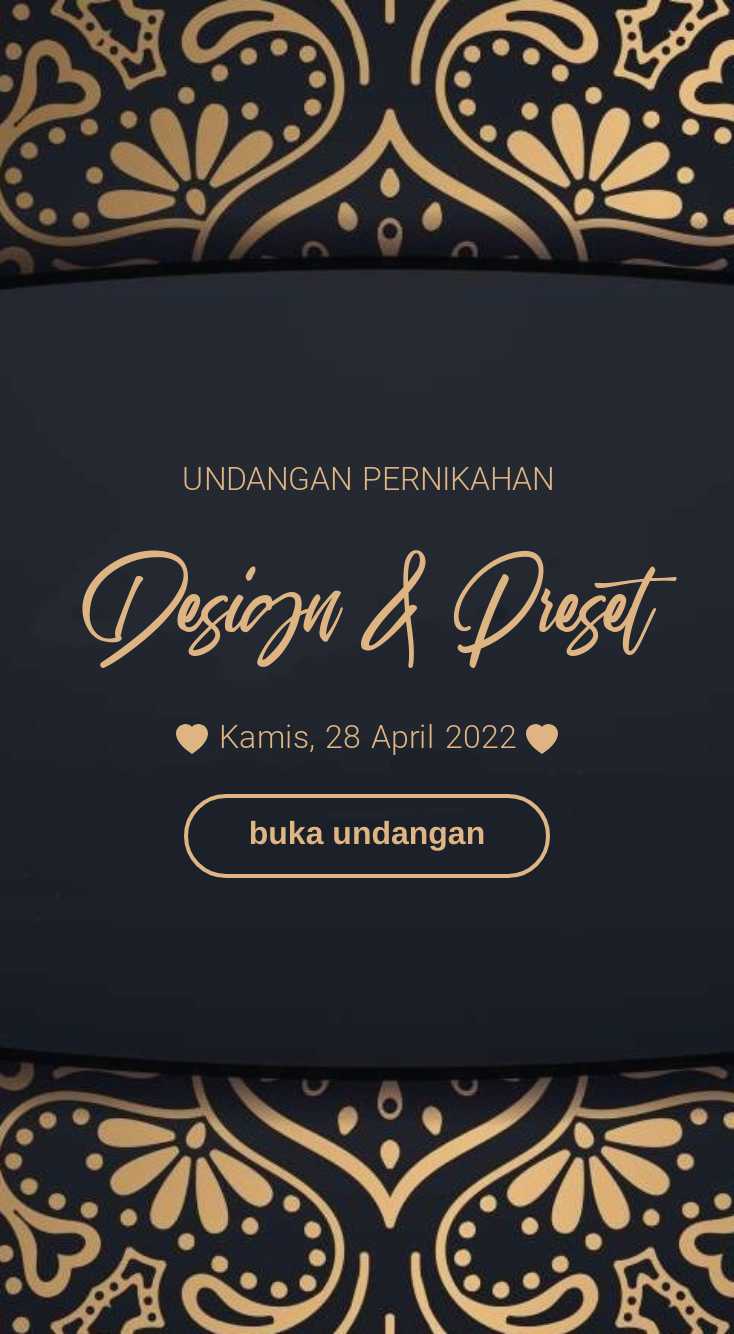 UNDANGAN PERNIKAHAN
Design & Preset
Kamis, 28 April 2022
buka undangan